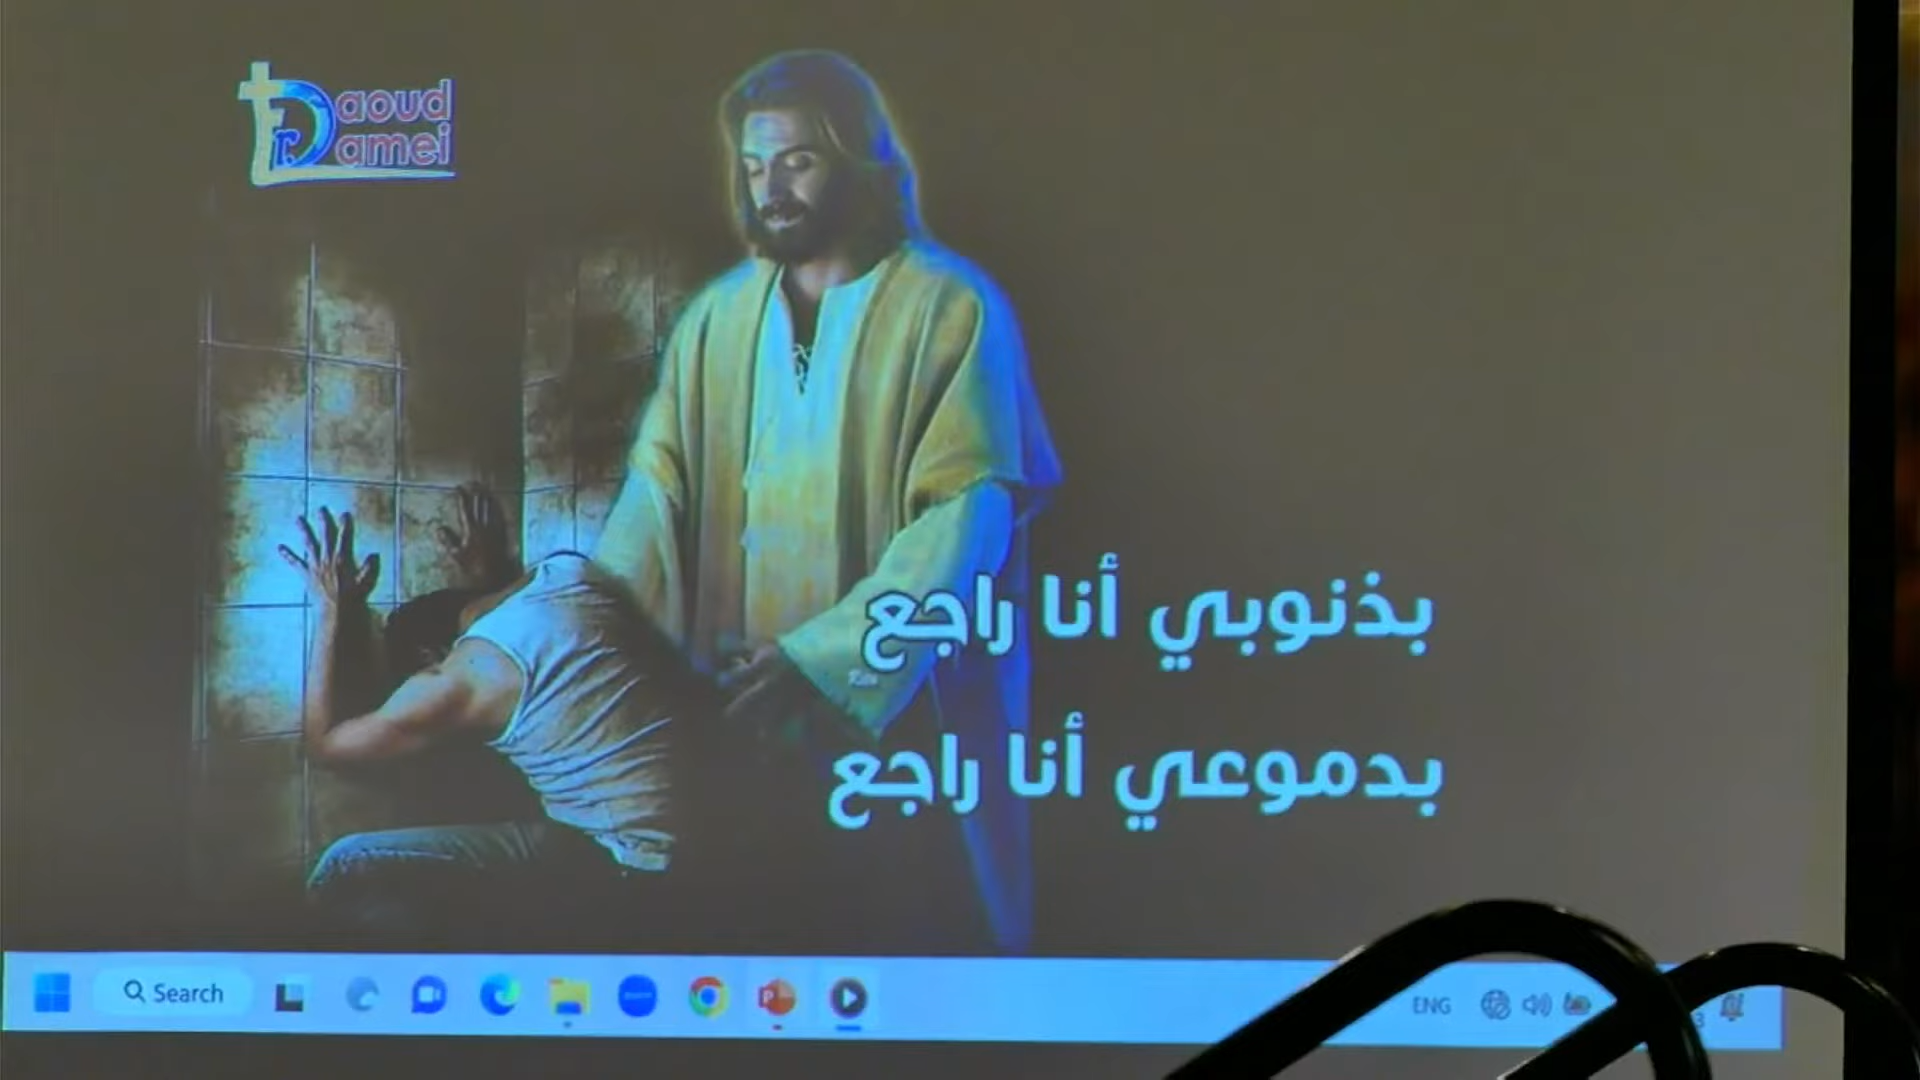 Fr. Daoud
Lamei
بذنوبي أنا راجع
بدموعي أنا راجع
Search
ENG